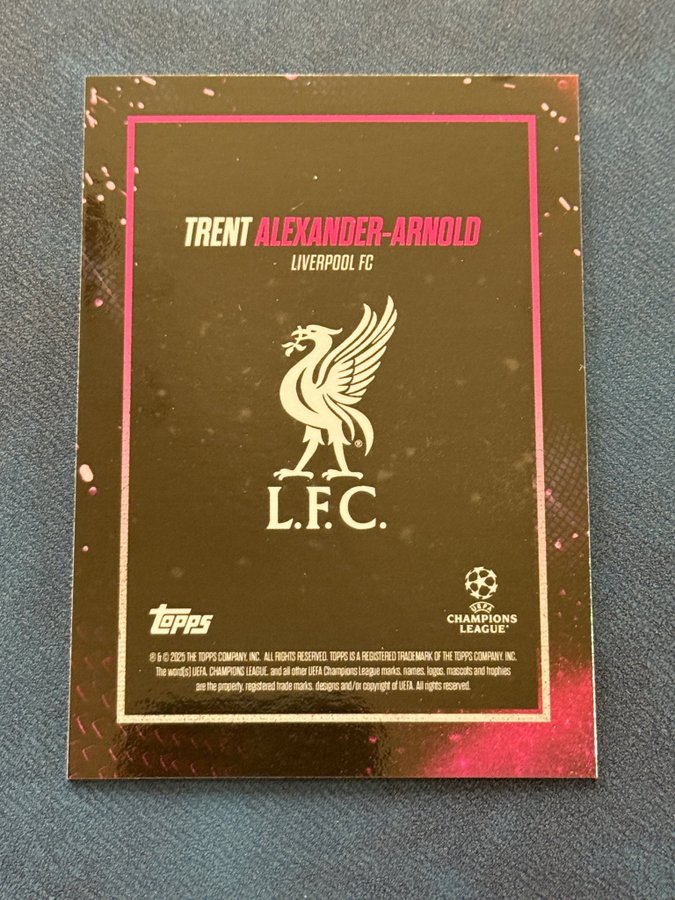 TRENT ALEXANDER-ARNOLD
LIVERPOOL FC
®
L.F.C.
UEFA
CHAMPIONS
LEAGUE®
Topps
® & © 2025 THE TOPPS COMPANY, INC. ALL RIGHTS RESERVED. TOPPS IS A REGISTERED TRADEMARK OF THE TOPPS COMPANY, INC.
The word(s) UEFA, CHAMPIONS LEAGUE, and all other UEFA Champions League marks, names, logos, mascots and trophies
are the property, registered trade marks, designs and/or copyright of UEFA. All rights reserved.